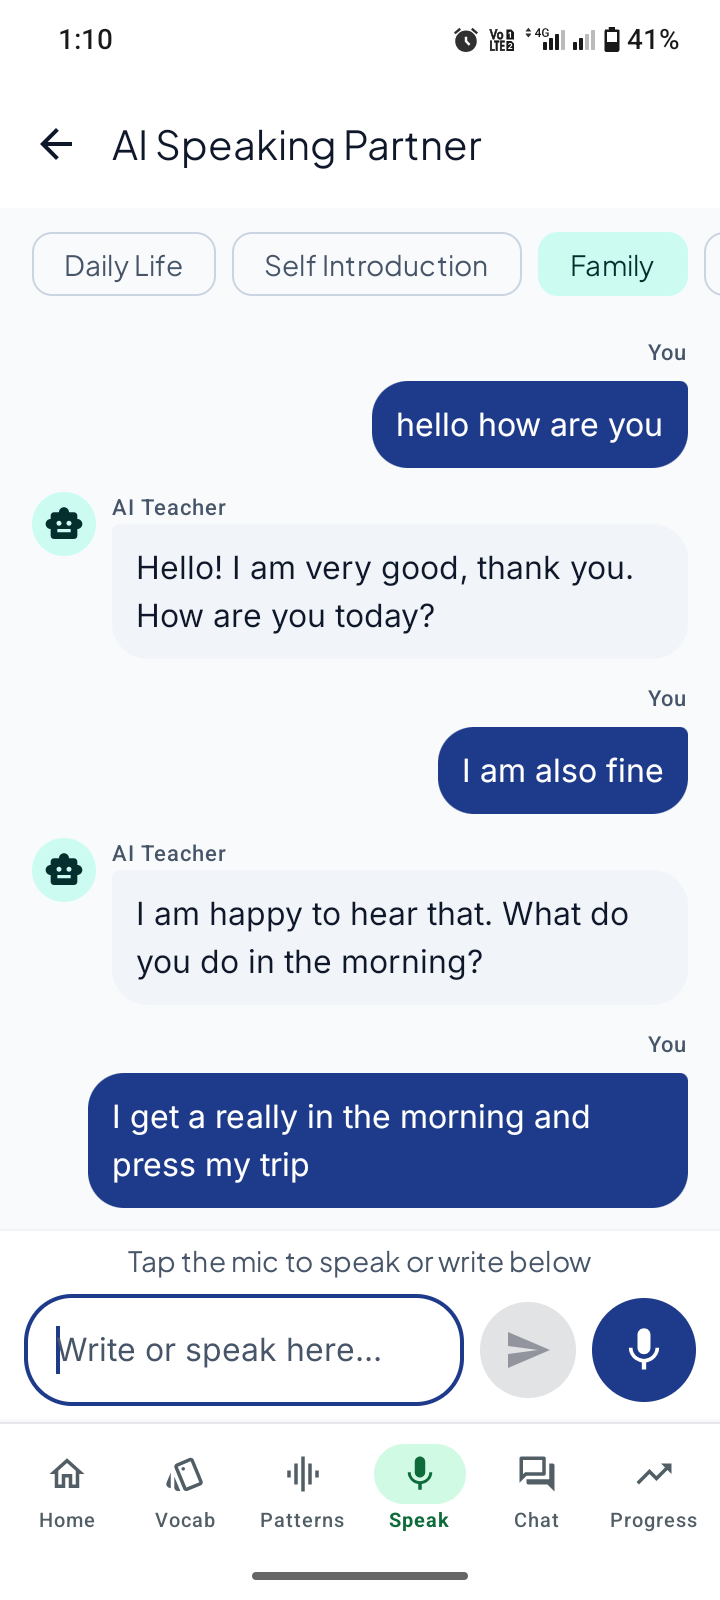 1:10
4G
41%
AI Speaking Partner
Daily Life
Self Introduction
Family
You
hello how are you
AI Teacher
Hello! I am very good, thank you.
How are you today?
You
I am also fine
AI Teacher
I am happy to hear that. What do
you do in the morning?
You
I get a really in the morning and
press my trip
Tap the mic to speak or write below
Write or speak here...
Home
Vocab
Patterns
Speak
Chat
Progress